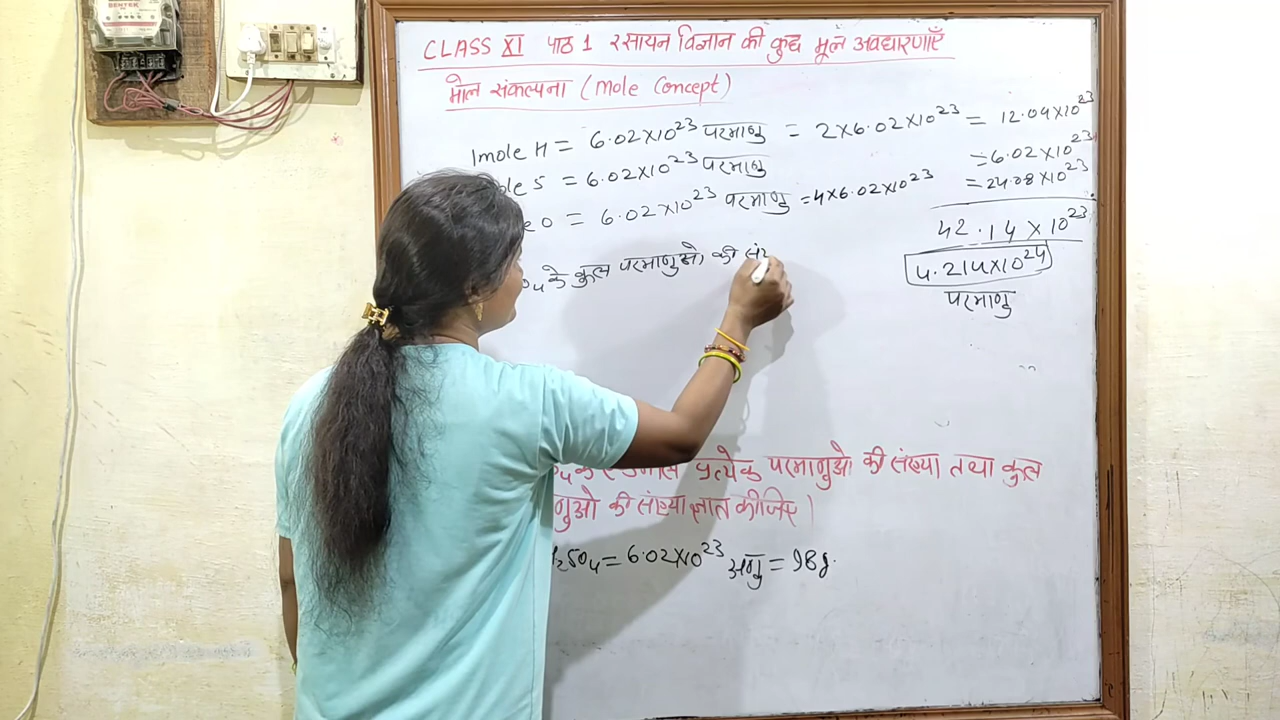 BENTEK
CLASS XI पाठ 1 रसायन विज्ञान की कुछ मूल अवधारणाएँ
मोल संकल्पना (Mole Concept)
1mole H = 6.02×10²³ परमाणु = 2×6.02×10²³ = 12.04×10²³
ole S = 6.02×10²³ परमाणु = 6.02×10²³
e O = 6.02×10²³ परमाणु = 4×6.02×10²³ = 24.08×10²³
42.14×10²³
4.214×10²⁴
परमाणु
O₄ के कुल परमाणुओ की सं
प्रत्येक परमाणुओ की संख्या तथा कुल
णुओ की संख्या ज्ञात कीजिए।
H₂SO₄ = 6.02×10²³ अणु = 98g